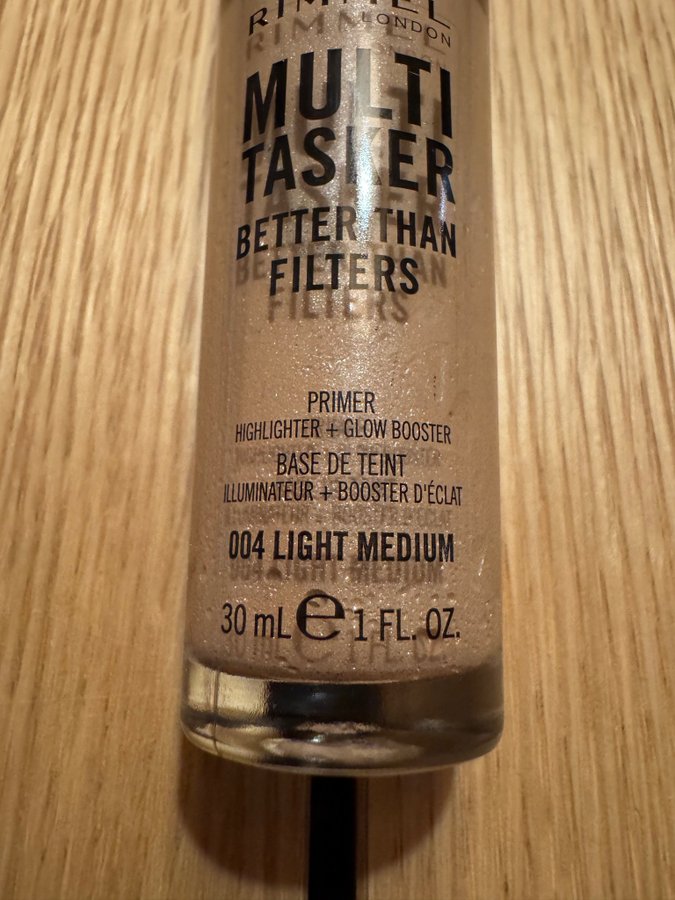 RIMMEL
LONDON
MULTI
TASKER
BETTER THAN
FILTERS
PRIMER
HIGHLIGHTER + GLOW BOOSTER
BASE DE TEINT
ILLUMINATEUR + BOOSTER D'ÉCLAT
004 LIGHT MEDIUM
30 mL e 1 FL. OZ.